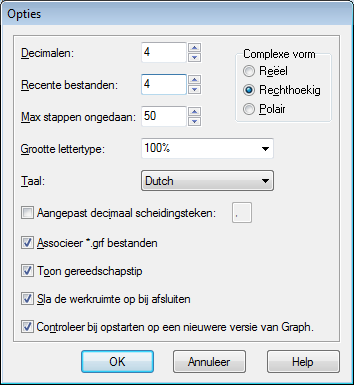 Opties
Decimalen:
4
Recente bestanden:
4
Max stappen ongedaan:
50
Complexe vorm
Reëel
Rechthoekig
Polair
Grootte lettertype:
100%
Taal:
Dutch
Aangepast decimaal scheidingsteken:
.
Associeer *.grf bestanden
Toon gereedschapstip
Sla de werkruimte op bij afsluiten
Controleer bij opstarten op een nieuwere versie van Graph.
OK
Annuleer
Help